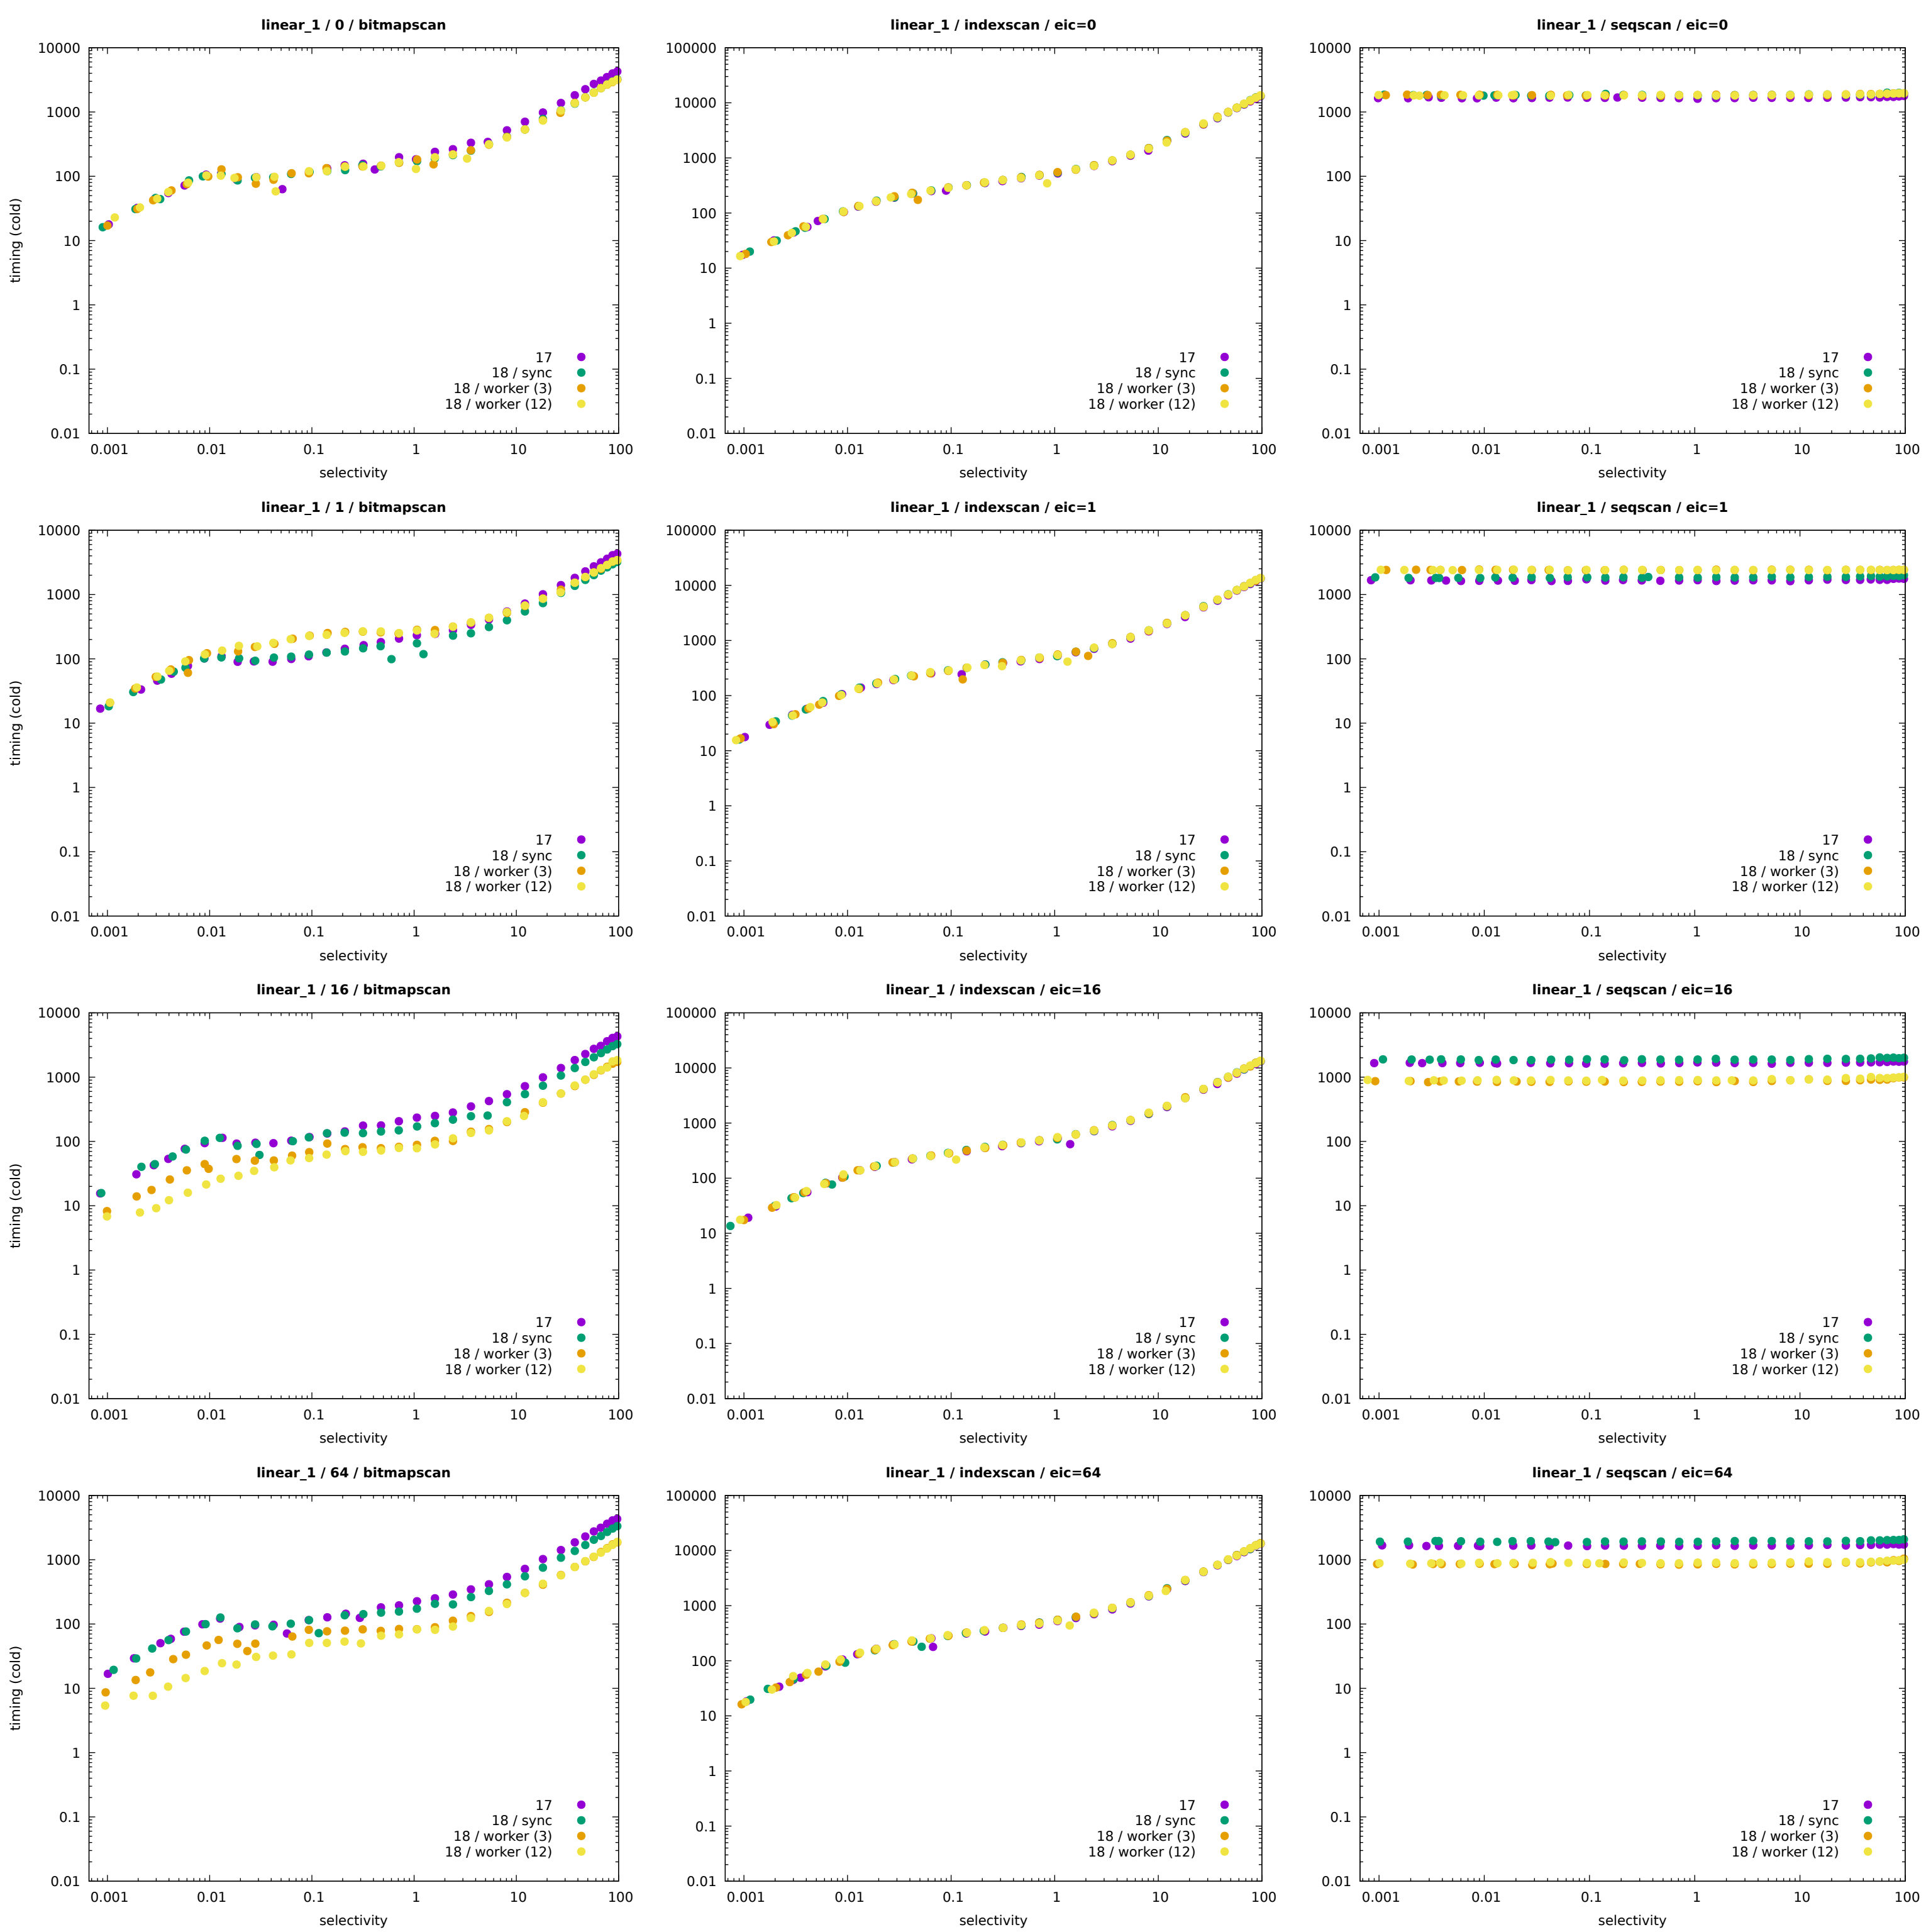 linear_1 / 0 / bitmapscan
10000
1000
100
10
1
0.1
0.01
timing (cold)
0.001 0.01 0.1 1 10 100
selectivity
17
18 / sync
18 / worker (3)
18 / worker (12)
linear_1 / indexscan / eic=0
100000
10000
1000
100
10
1
0.1
0.01
0.001 0.01 0.1 1 10 100
selectivity
17
18 / sync
18 / worker (3)
18 / worker (12)
linear_1 / seqscan / eic=0
10000
1000
100
10
1
0.1
0.01
0.001 0.01 0.1 1 10 100
selectivity
17
18 / sync
18 / worker (3)
18 / worker (12)
linear_1 / 1 / bitmapscan
10000
1000
100
10
1
0.1
0.01
timing (cold)
0.001 0.01 0.1 1 10 100
selectivity
17
18 / sync
18 / worker (3)
18 / worker (12)
linear_1 / indexscan / eic=1
100000
10000
1000
100
10
1
0.1
0.01
0.001 0.01 0.1 1 10 100
selectivity
17
18 / sync
18 / worker (3)
18 / worker (12)
linear_1 / seqscan / eic=1
10000
1000
100
10
1
0.1
0.01
0.001 0.01 0.1 1 10 100
selectivity
17
18 / sync
18 / worker (3)
18 / worker (12)
linear_1 / 16 / bitmapscan
10000
1000
100
10
1
0.1
0.01
timing (cold)
0.001 0.01 0.1 1 10 100
selectivity
17
18 / sync
18 / worker (3)
18 / worker (12)
linear_1 / indexscan / eic=16
100000
10000
1000
100
10
1
0.1
0.01
0.001 0.01 0.1 1 10 100
selectivity
17
18 / sync
18 / worker (3)
18 / worker (12)
linear_1 / seqscan / eic=16
10000
1000
100
10
1
0.1
0.01
0.001 0.01 0.1 1 10 100
selectivity
17
18 / sync
18 / worker (3)
18 / worker (12)
linear_1 / 64 / bitmapscan
10000
1000
100
10
1
0.1
0.01
timing (cold)
0.001 0.01 0.1 1 10 100
selectivity
17
18 / sync
18 / worker (3)
18 / worker (12)
linear_1 / indexscan / eic=64
100000
10000
1000
100
10
1
0.1
0.01
0.001 0.01 0.1 1 10 100
selectivity
17
18 / sync
18 / worker (3)
18 / worker (12)
linear_1 / seqscan / eic=64
10000
1000
100
10
1
0.1
0.01
0.001 0.01 0.1 1 10 100
selectivity
17
18 / sync
18 / worker (3)
18 / worker (12)